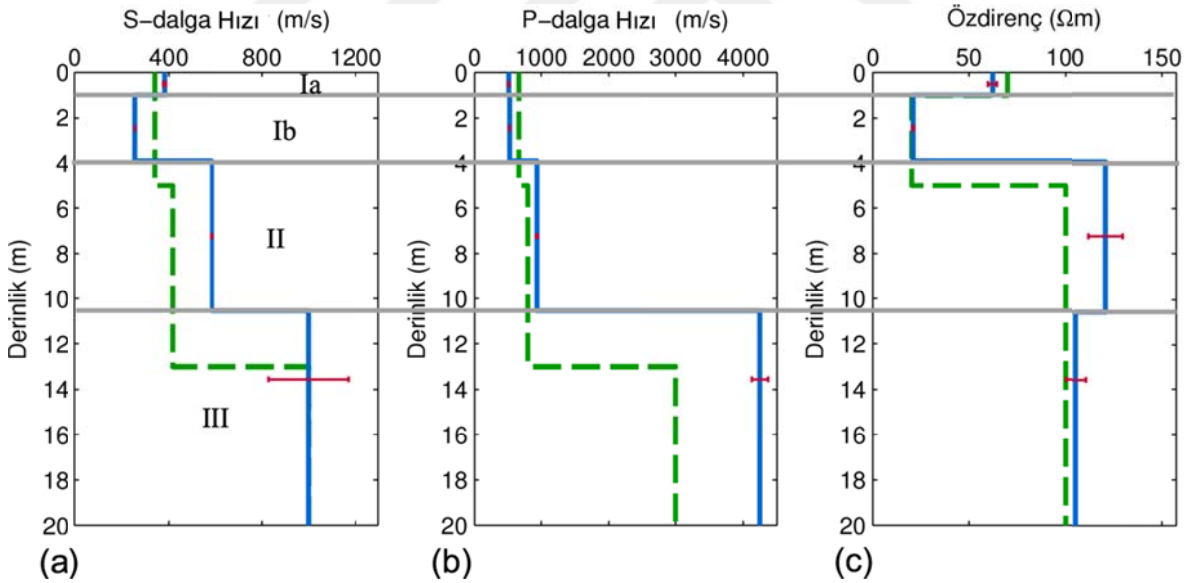 S-dalga Hızı (m/s)
0 400 800 1200
0
2
4
6
8
10
12
14
16
18
20
Derinlik (m)
Ia
Ib
II
III
(a)
P-dalga Hızı (m/s)
0 1000 2000 3000 4000
0
2
4
6
8
10
12
14
16
18
20
Derinlik (m)
(b)
Özdirenç (Ωm)
0 50 100 150
0
2
4
6
8
10
12
14
16
18
20
Derinlik (m)
(c)